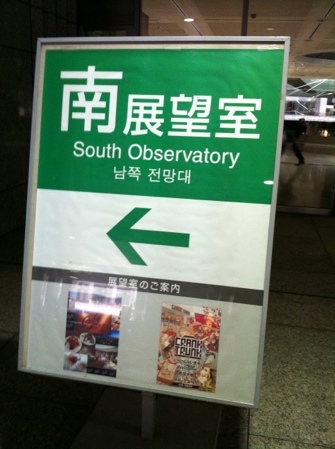 南展望室
South Observatory
남쪽 전망대
展望室のご案内
CRANK
TRUNK